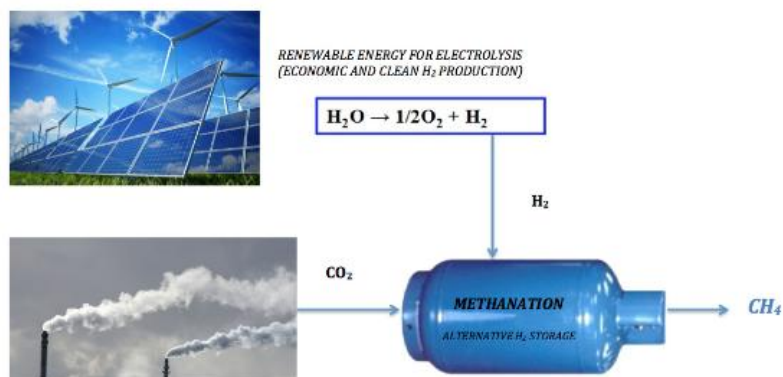 RENEWABLE ENERGY FOR ELECTROLYSIS
(ECONOMIC AND CLEAN H₂ PRODUCTION)
H₂O → 1/2O₂ + H₂
H₂
CO₂
METHANATION
ALTERNATIVE H₂ STORAGE
CH₄